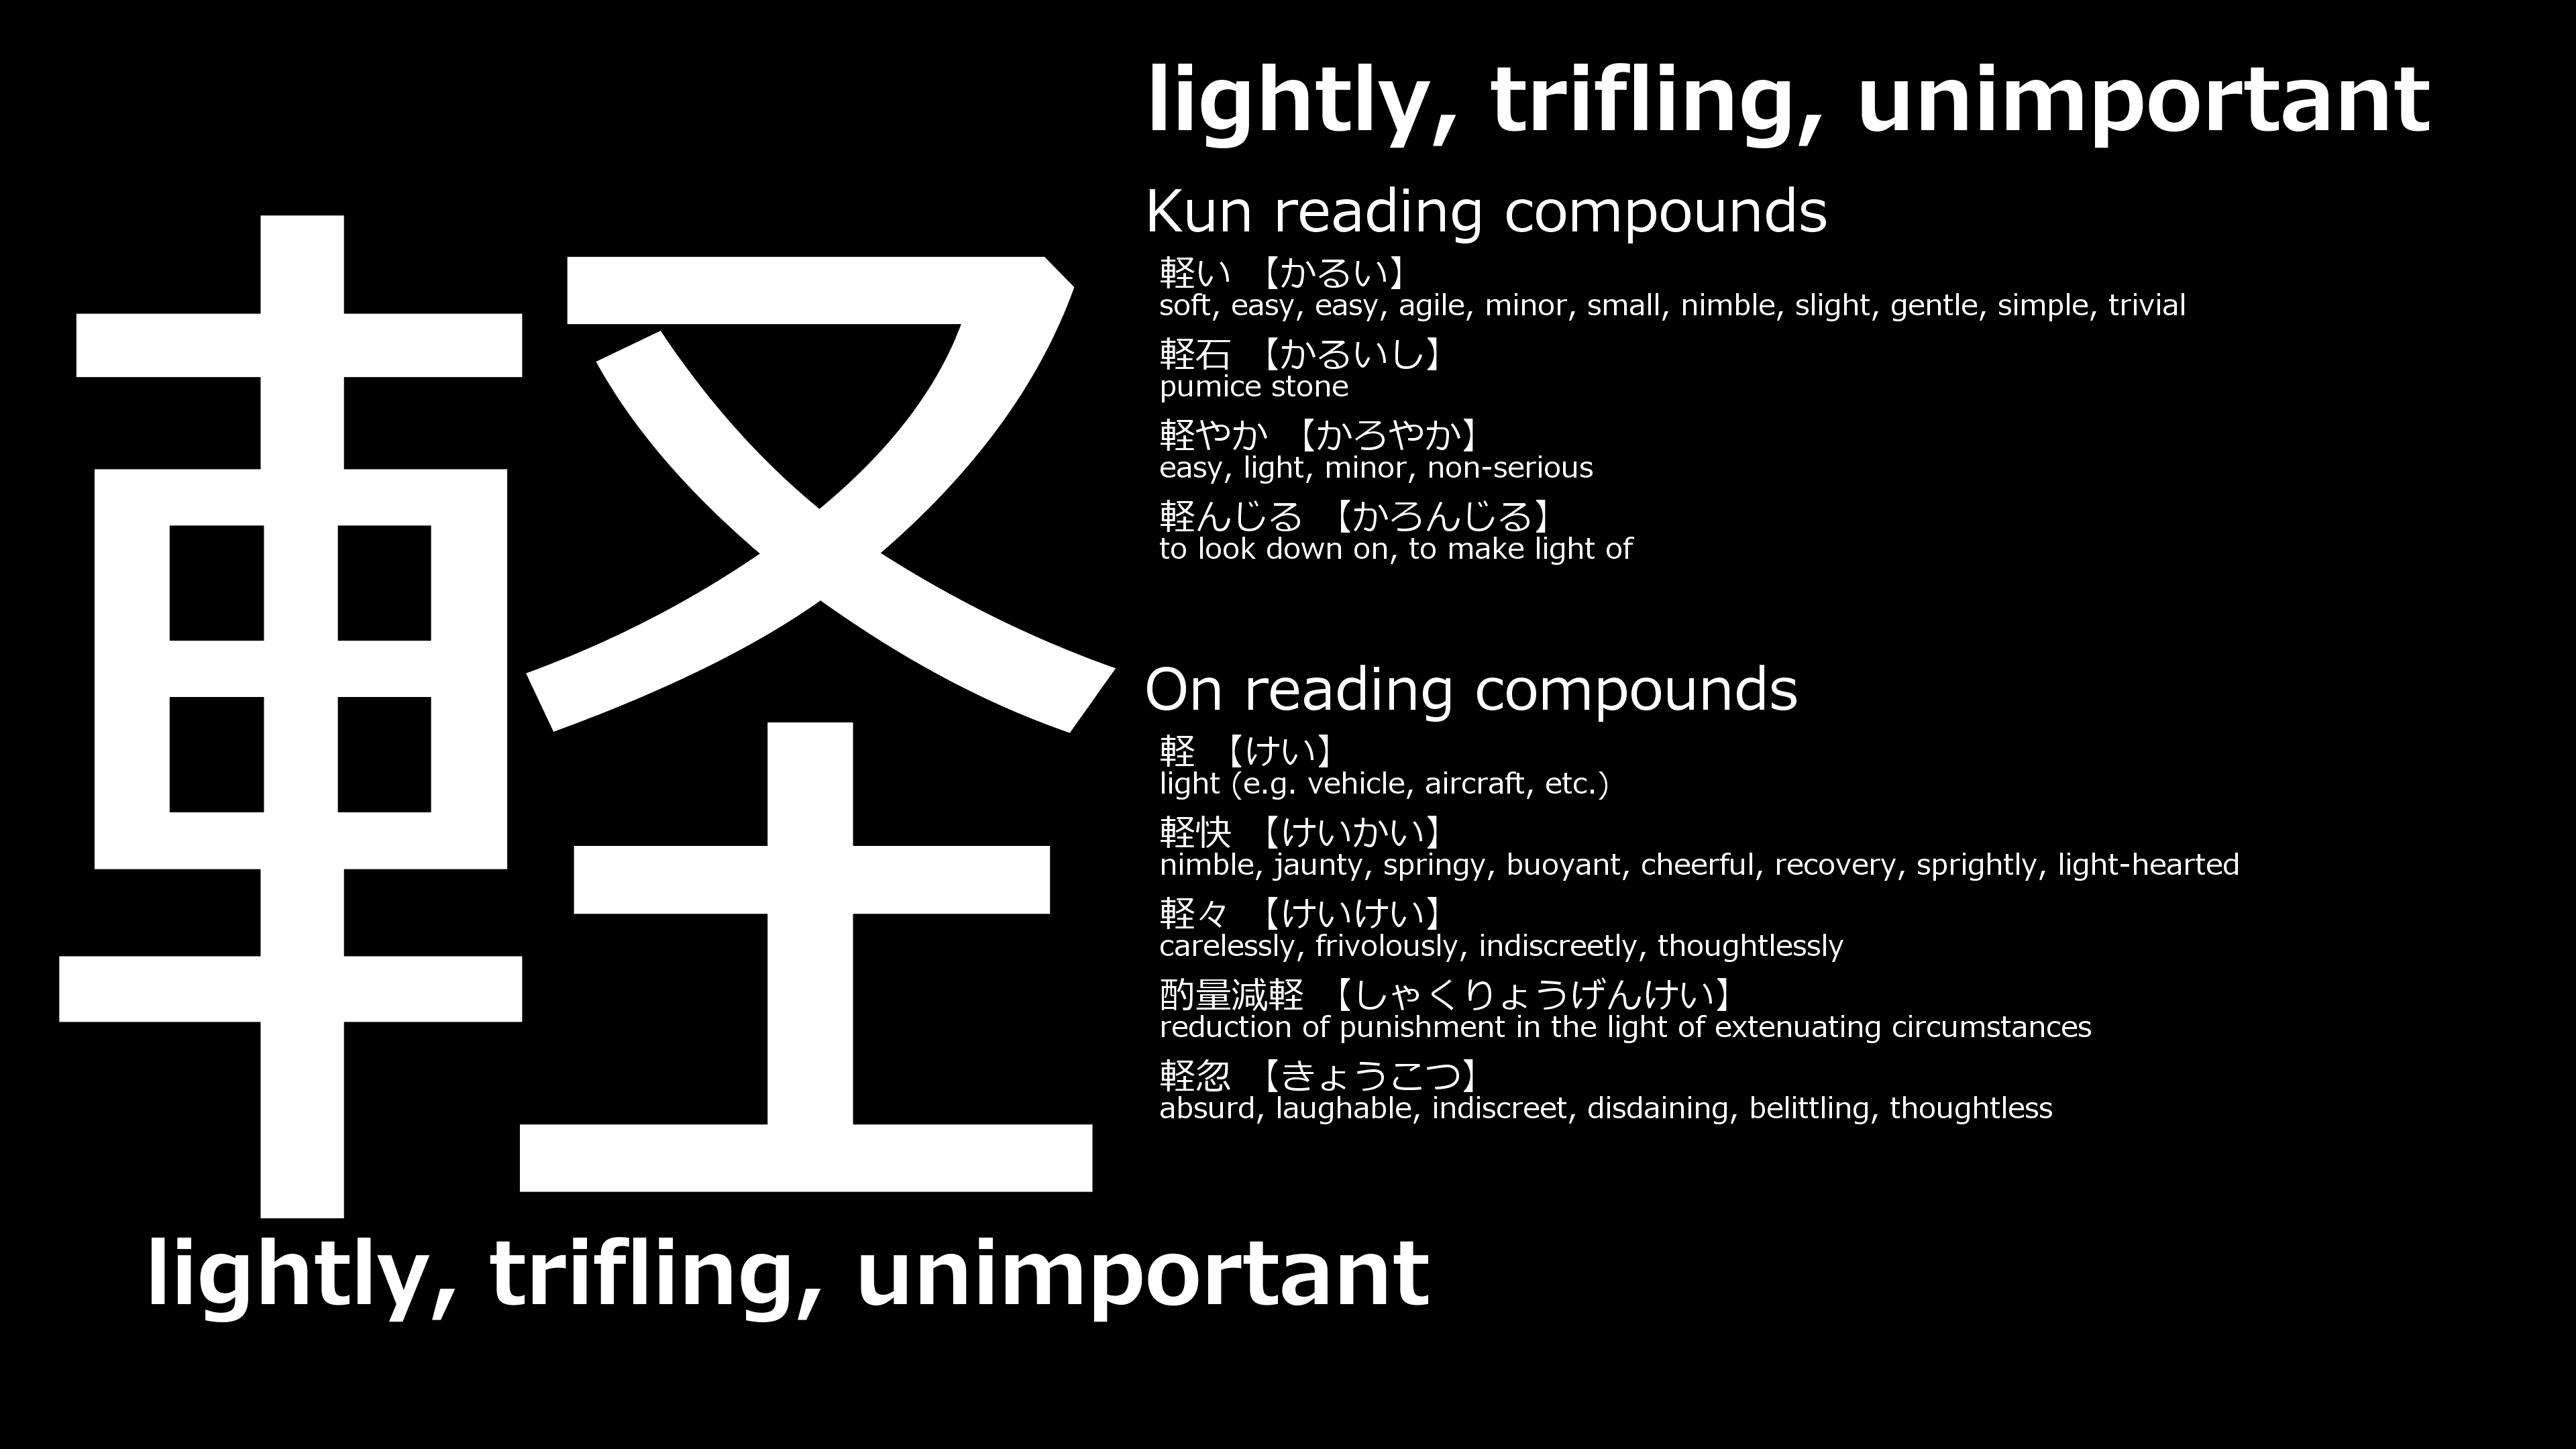 軽
lightly, trifling, unimportant
lightly, trifling, unimportant
Kun reading compounds
軽い 【かるい】
soft, easy, easy, agile, minor, small, nimble, slight, gentle, simple, trivial
軽石 【かるいし】
pumice stone
軽やか 【かろやか】
easy, light, minor, non-serious
軽んじる 【かろんじる】
to look down on, to make light of
On reading compounds
軽 【けい】
light (e.g. vehicle, aircraft, etc.)
軽快 【けいかい】
nimble, jaunty, springy, buoyant, cheerful, recovery, sprightly, light-hearted
軽々 【けいけい】
carelessly, frivolously, indiscreetly, thoughtlessly
酌量減軽 【しゃくりょうげんけい】
reduction of punishment in the light of extenuating circumstances
軽忽 【きょうこつ】
absurd, laughable, indiscreet, disdaining, belittling, thoughtless